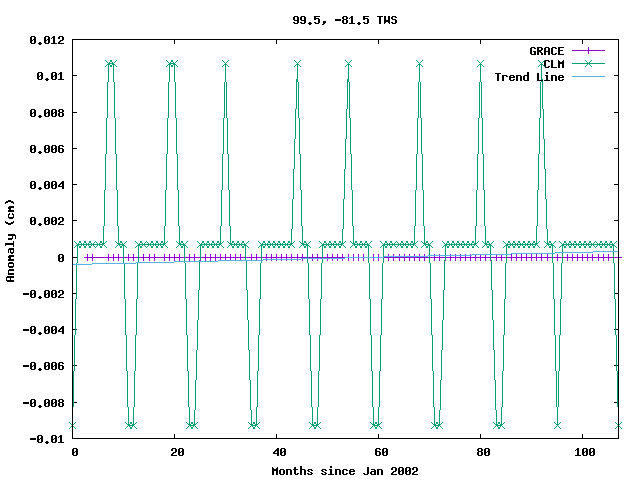 99.5, -81.5 TWS
GRACE
CLM
Trend Line
0.012
0.01
0.008
0.006
0.004
0.002
0
-0.002
-0.004
-0.006
-0.008
-0.01
Anomaly (cm)
0 20 40 60 80 100
Months since Jan 2002